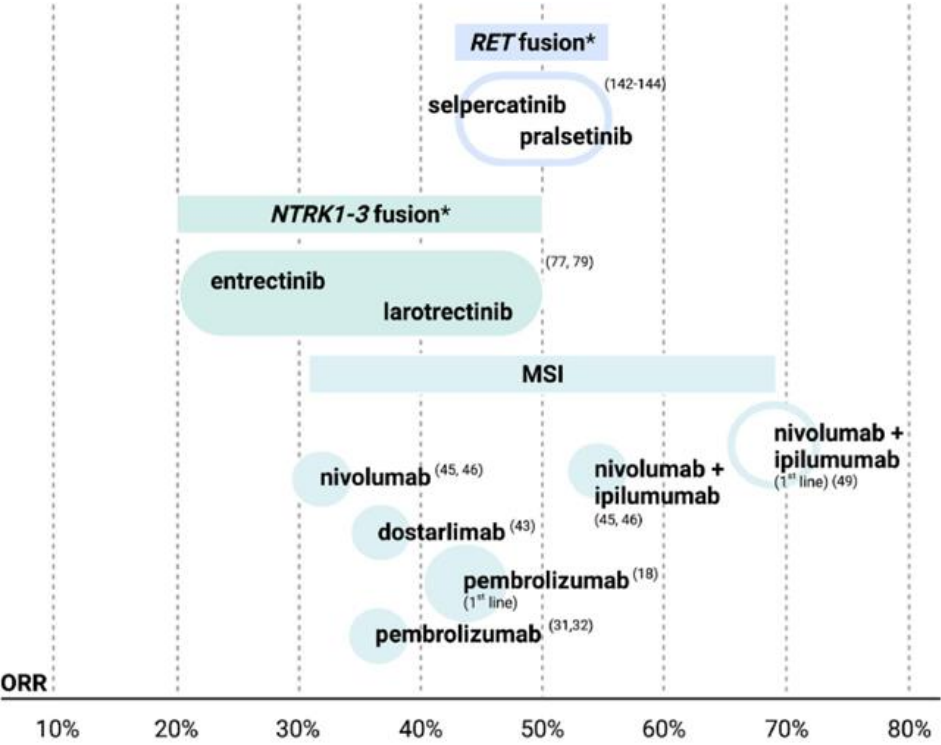 RET fusion*
(142-144)
selpercatinib
pralsetinib
NTRK1-3 fusion*
(77, 79)
entrectinib
larotrectinib
MSI
nivolumab +
ipilumumab
(1st line) (49)
nivolumab (45, 46)
nivolumab +
ipilumumab
(45, 46)
dostarlimab (43)
pembrolizumab (18)
(1st line)
pembrolizumab (31,32)
ORR
10% 20% 30% 40% 50% 60% 70% 80%